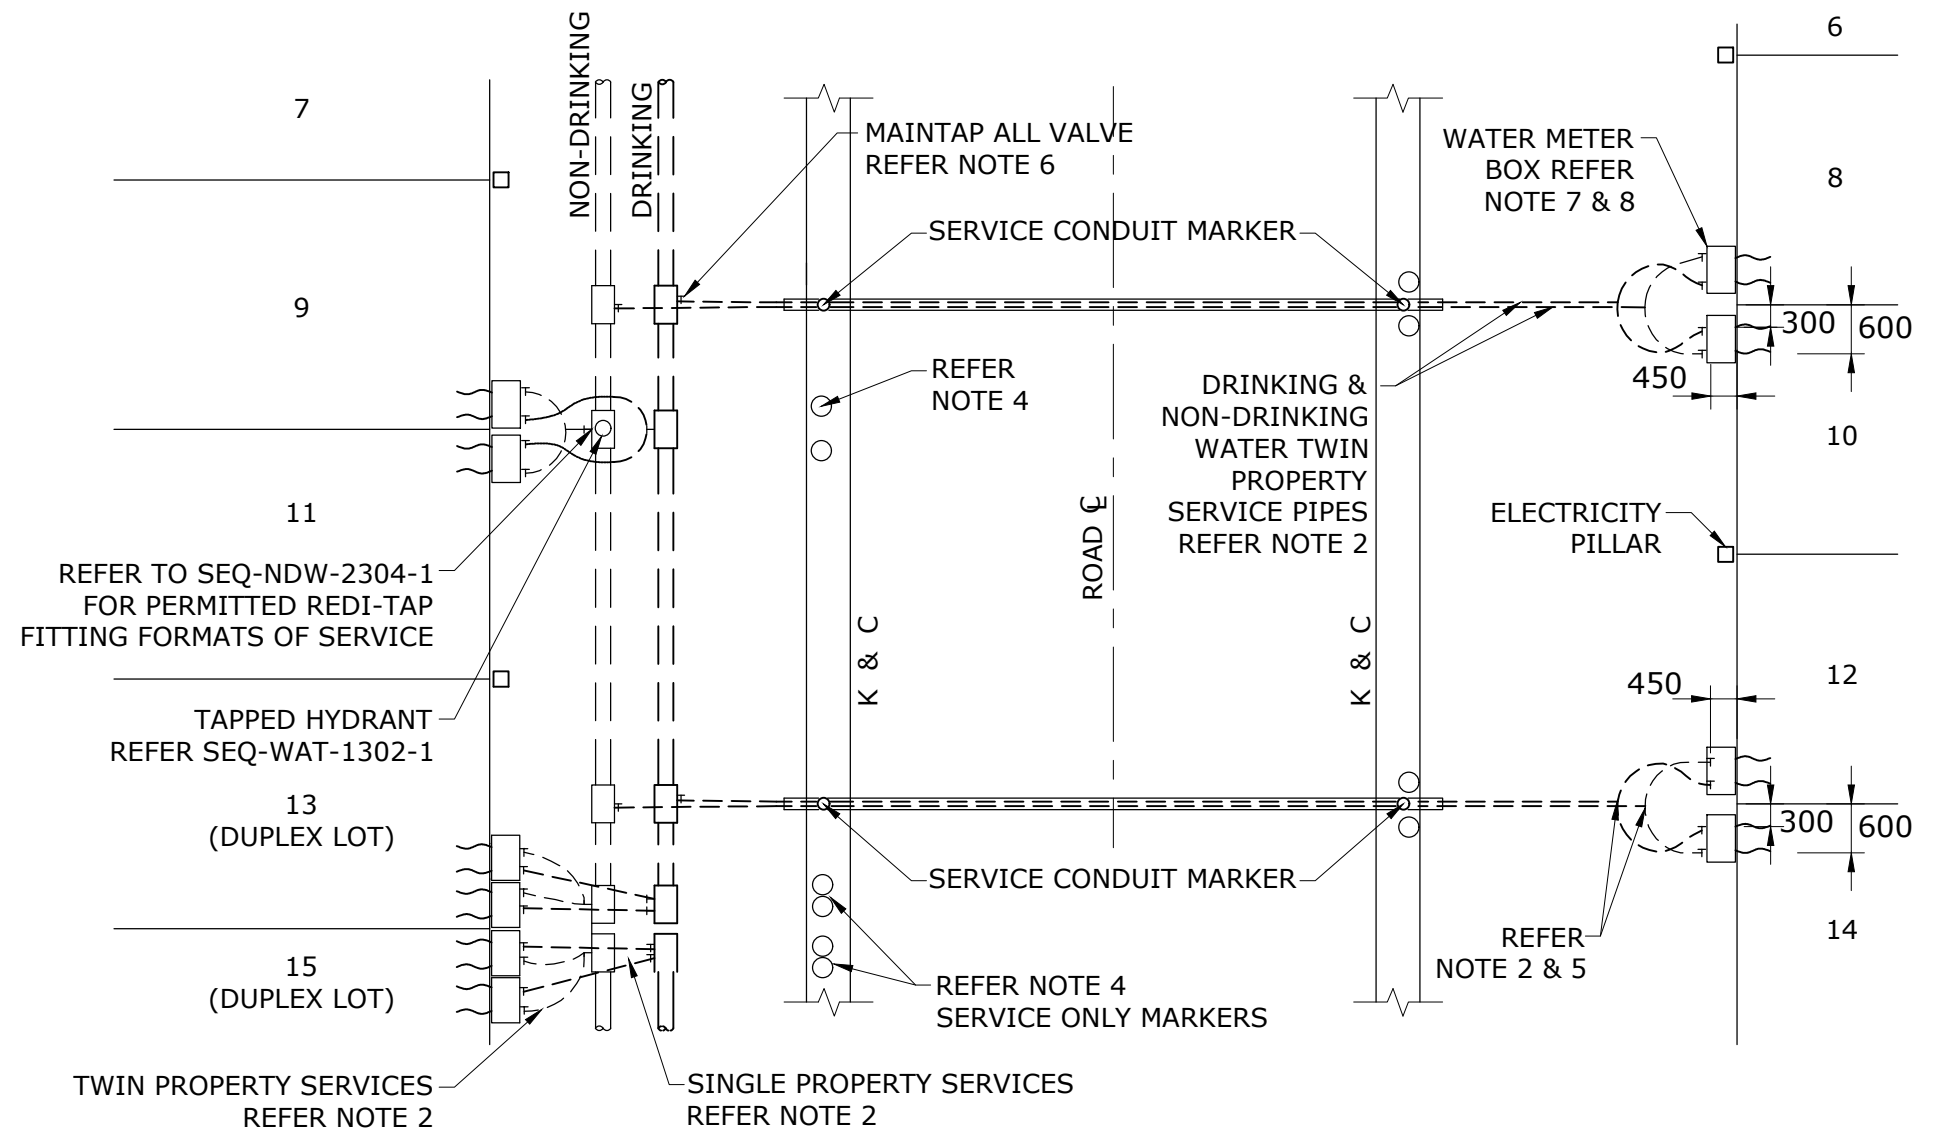 6
7
NON-DRINKING
DRINKING
MAINTAP ALL VALVE
REFER NOTE 6
WATER METER
BOX REFER
NOTE 7 & 8
8
SERVICE CONDUIT MARKER
9
300
600
REFER
NOTE 4
450
DRINKING &
NON-DRINKING
WATER TWIN
PROPERTY
SERVICE PIPES
REFER NOTE 2
10
11
ROAD ℄
ELECTRICITY
PILLAR
REFER TO SEQ-NDW-2304-1
FOR PERMITTED REDI-TAP
FITTING FORMATS OF SERVICE
K & C
K & C
12
450
TAPPED HYDRANT
REFER SEQ-WAT-1302-1
13
(DUPLEX LOT)
300
600
SERVICE CONDUIT MARKER
14
REFER
NOTE 2 & 5
15
(DUPLEX LOT)
REFER NOTE 4
SERVICE ONLY MARKERS
TWIN PROPERTY SERVICES
REFER NOTE 2
SINGLE PROPERTY SERVICES
REFER NOTE 2